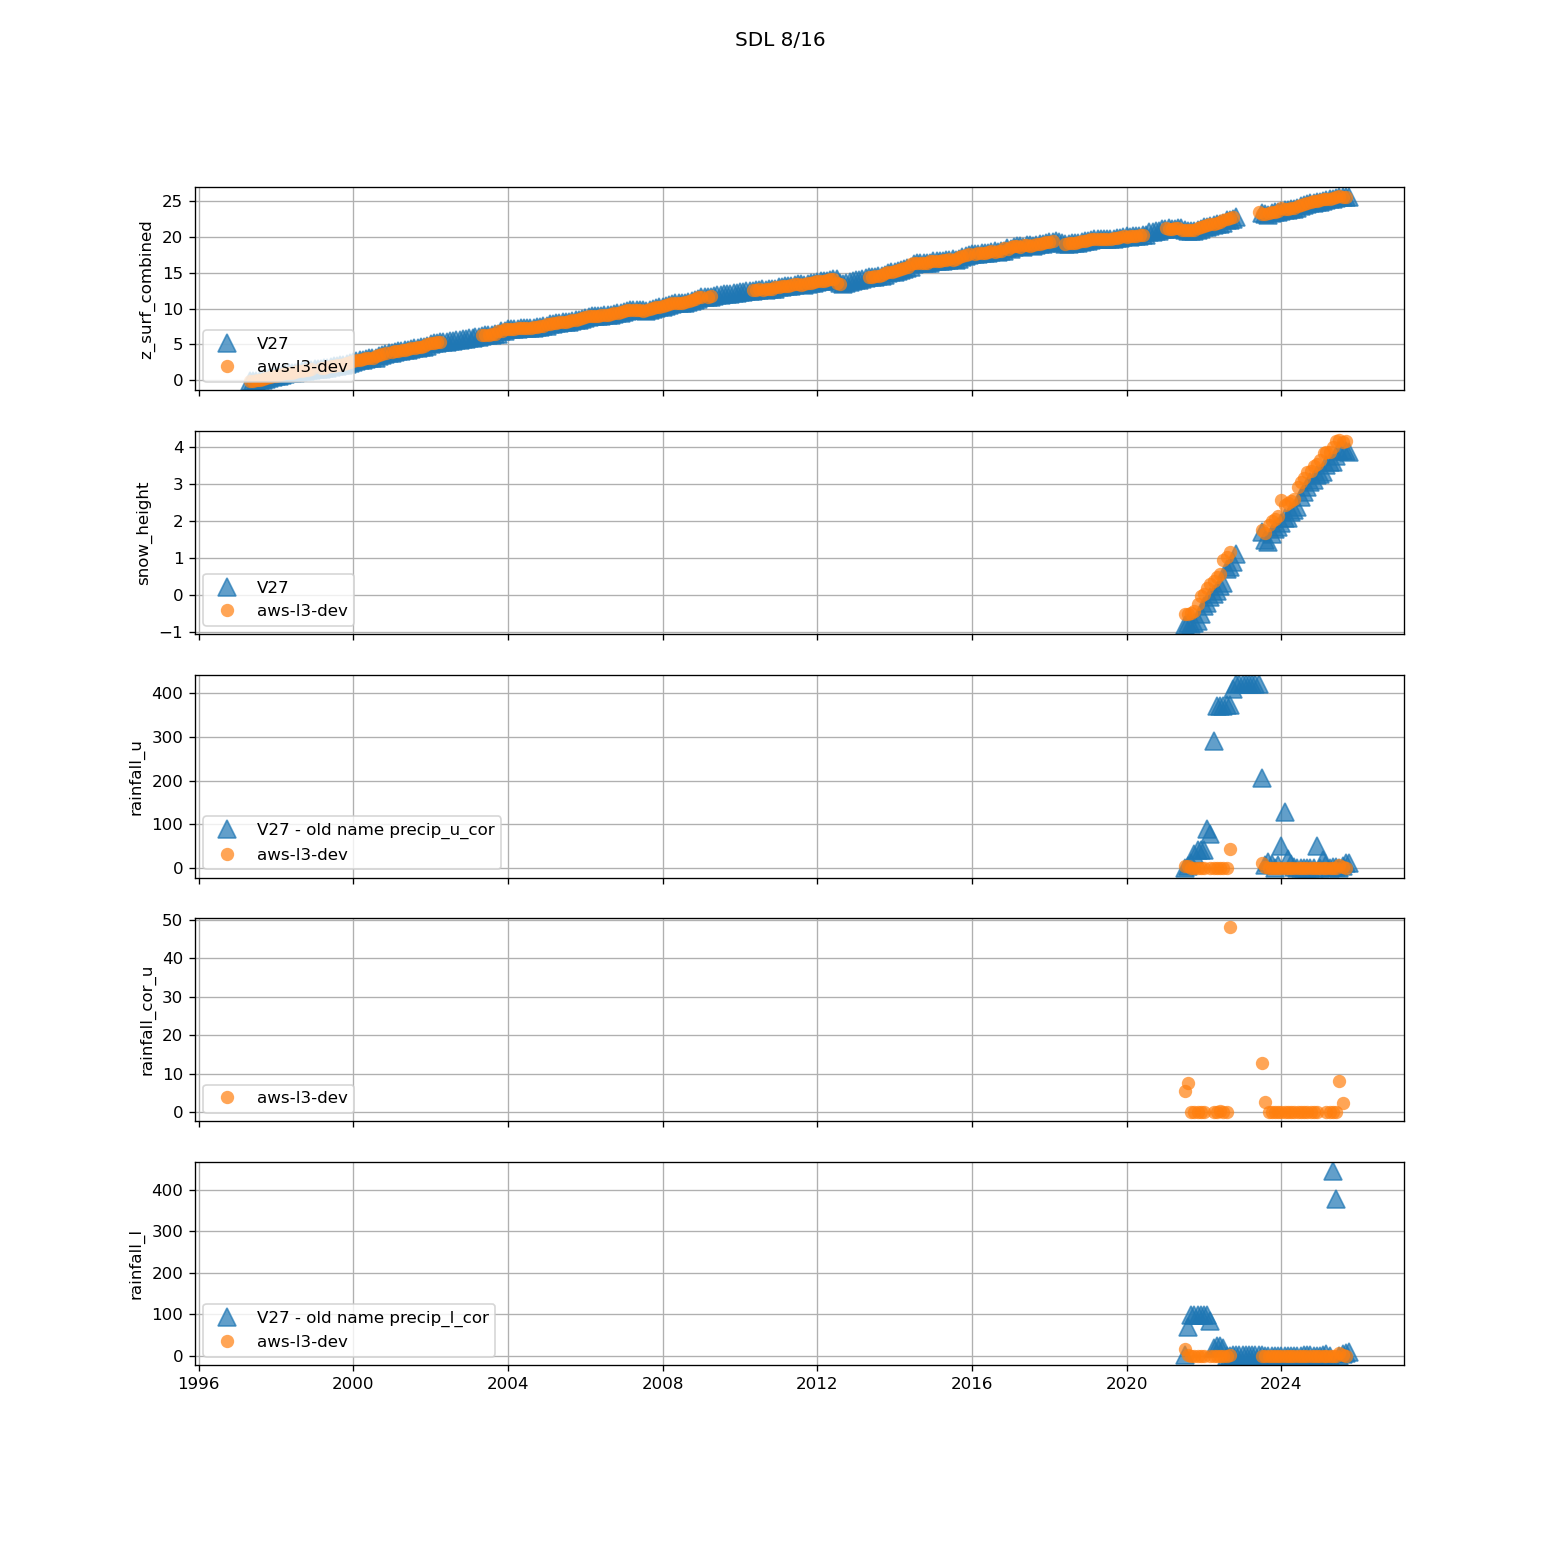 SDL 8/16
z_surf_combined
25
20
15
10
5
0
V27
aws-l3-dev
snow_height
4
3
2
1
0
−1
V27
aws-l3-dev
rainfall_u
400
300
200
100
0
V27 - old name precip_u_cor
aws-l3-dev
rainfall_cor_u
50
40
30
20
10
0
aws-l3-dev
rainfall_l
400
300
200
100
0
V27 - old name precip_l_cor
aws-l3-dev
1996 2000 2004 2008 2012 2016 2020 2024